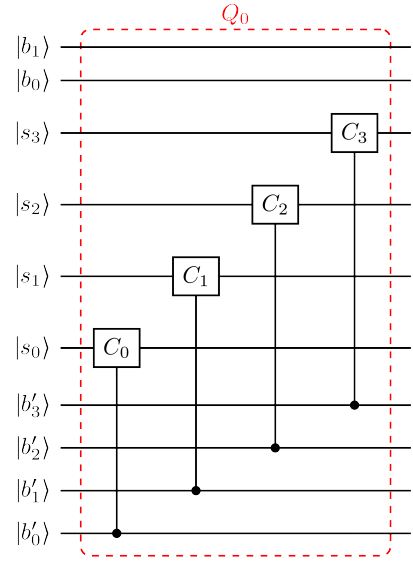 Q_0
|b_1⟩
|b_0⟩
|s_3⟩ C_3
|s_2⟩ C_2
|s_1⟩ C_1
|s_0⟩ C_0
|b'_3⟩
|b'_2⟩
|b'_1⟩
|b'_0⟩